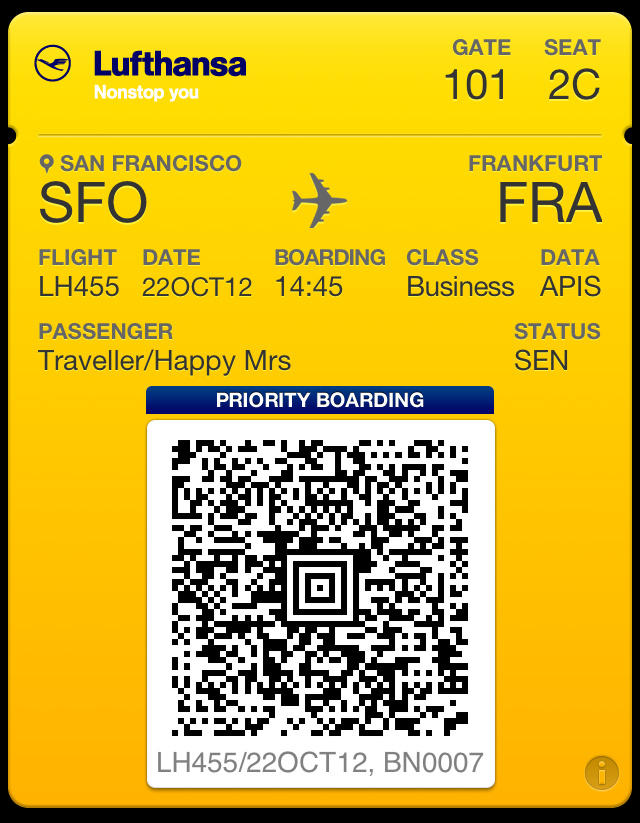 Lufthansa
Nonstop you
GATE SEAT
101 2C
SAN FRANCISCO FRANKFURT
SFO FRA
FLIGHT DATE BOARDING CLASS DATA
LH455 22OCT12 14:45 Business APIS
PASSENGER STATUS
Traveller/Happy Mrs SEN
PRIORITY BOARDING
LH455/22OCT12, BN0007
i